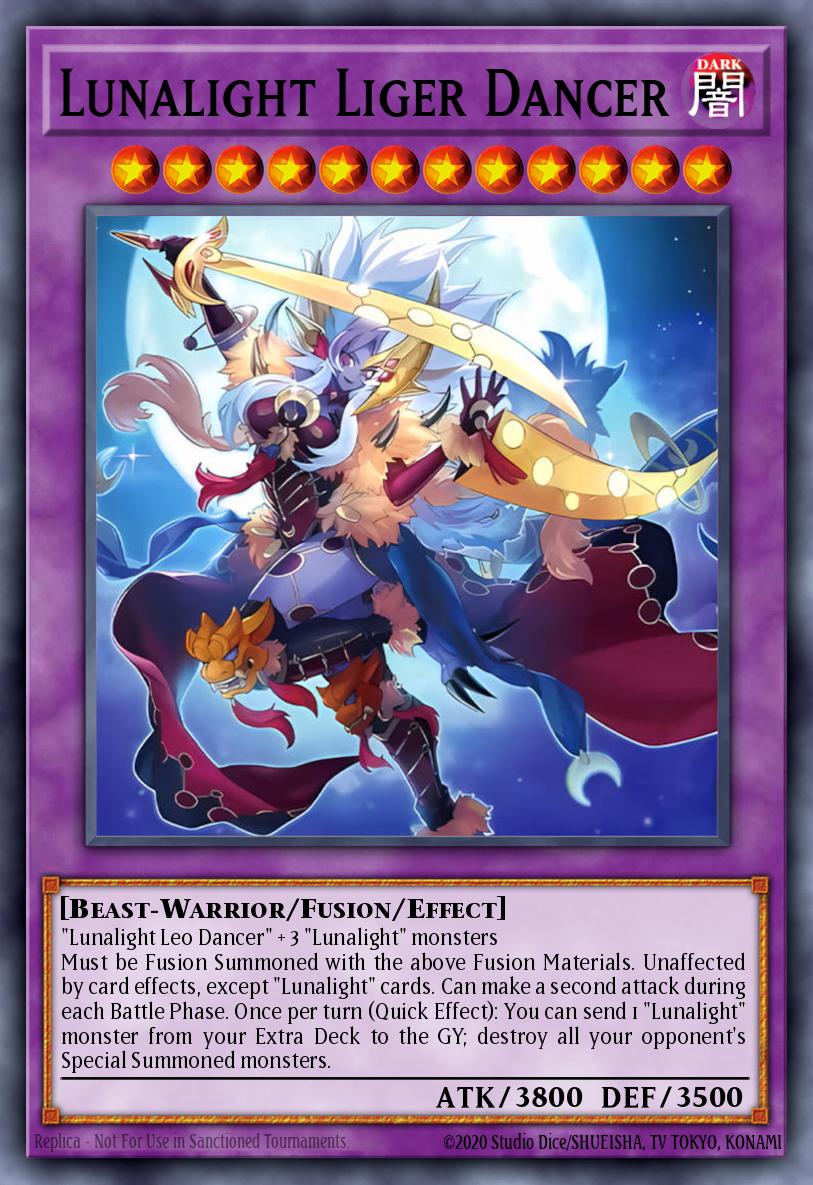 Lunalight Liger Dancer
DARK
闇
[Beast-Warrior/Fusion/Effect]
"Lunalight Leo Dancer" + 3 "Lunalight" monsters
Must be Fusion Summoned with the above Fusion Materials. Unaffected
by card effects, except "Lunalight" cards. Can make a second attack during
each Battle Phase. Once per turn (Quick Effect): You can send 1 "Lunalight"
monster from your Extra Deck to the GY; destroy all your opponent's
Special Summoned monsters.
ATK/3800 DEF/3500
Replica - Not For Use in Sanctioned Tournaments.
©2020 Studio Dice/SHUEISHA, TV TOKYO, KONAMI